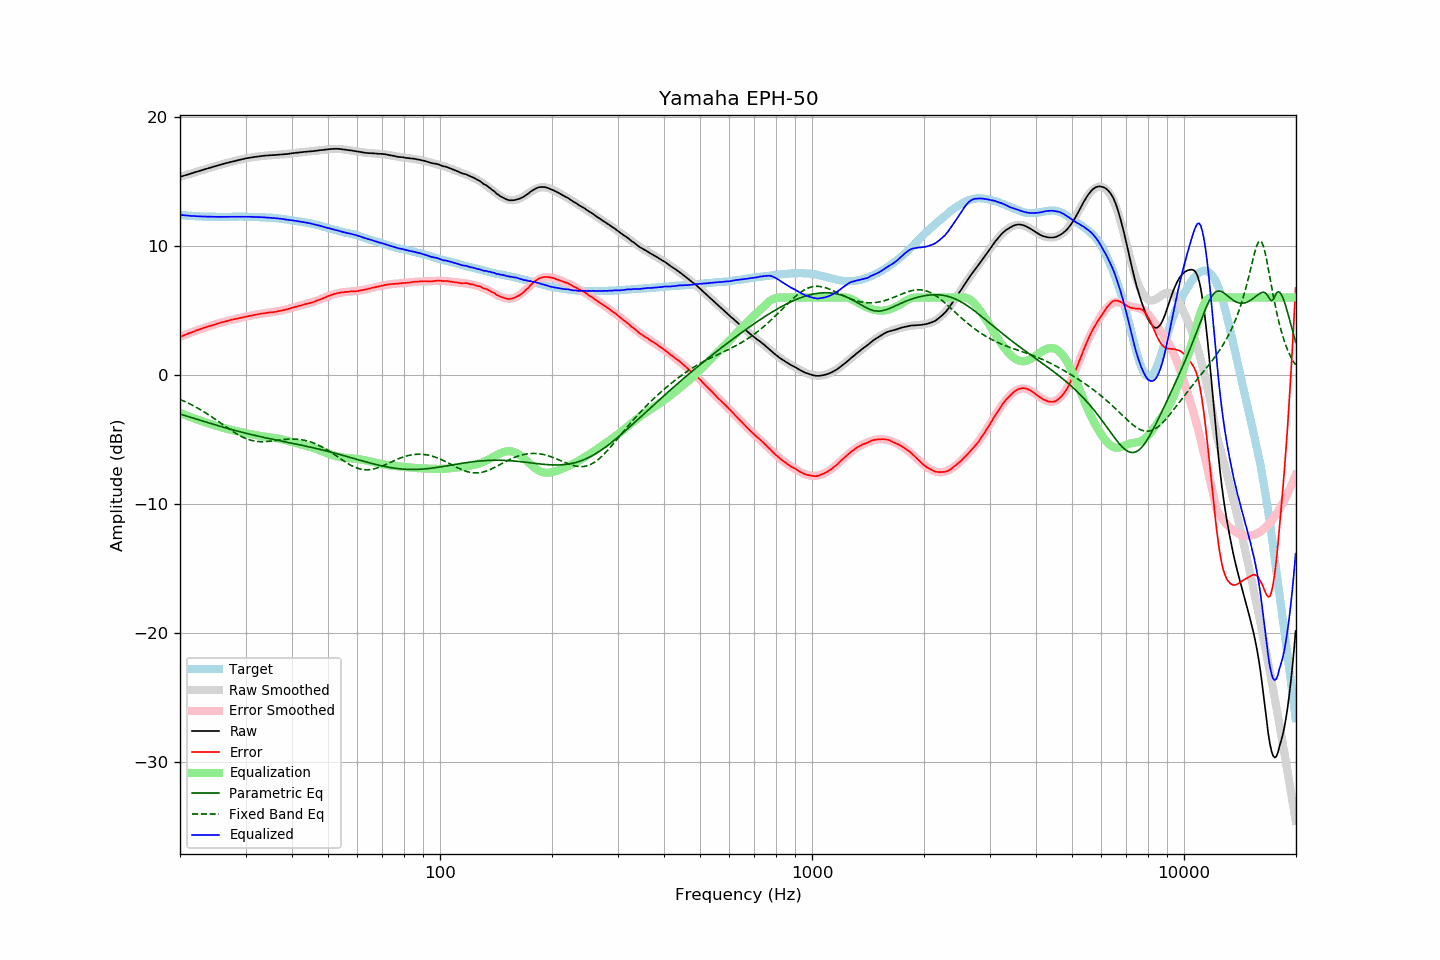 Yamaha EPH-50
20
10
0
−10
−20
−30
Amplitude (dBr)
Target
Raw Smoothed
Error Smoothed
Raw
Error
Equalization
Parametric Eq
Fixed Band Eq
Equalized
100 1000 10000
Frequency (Hz)